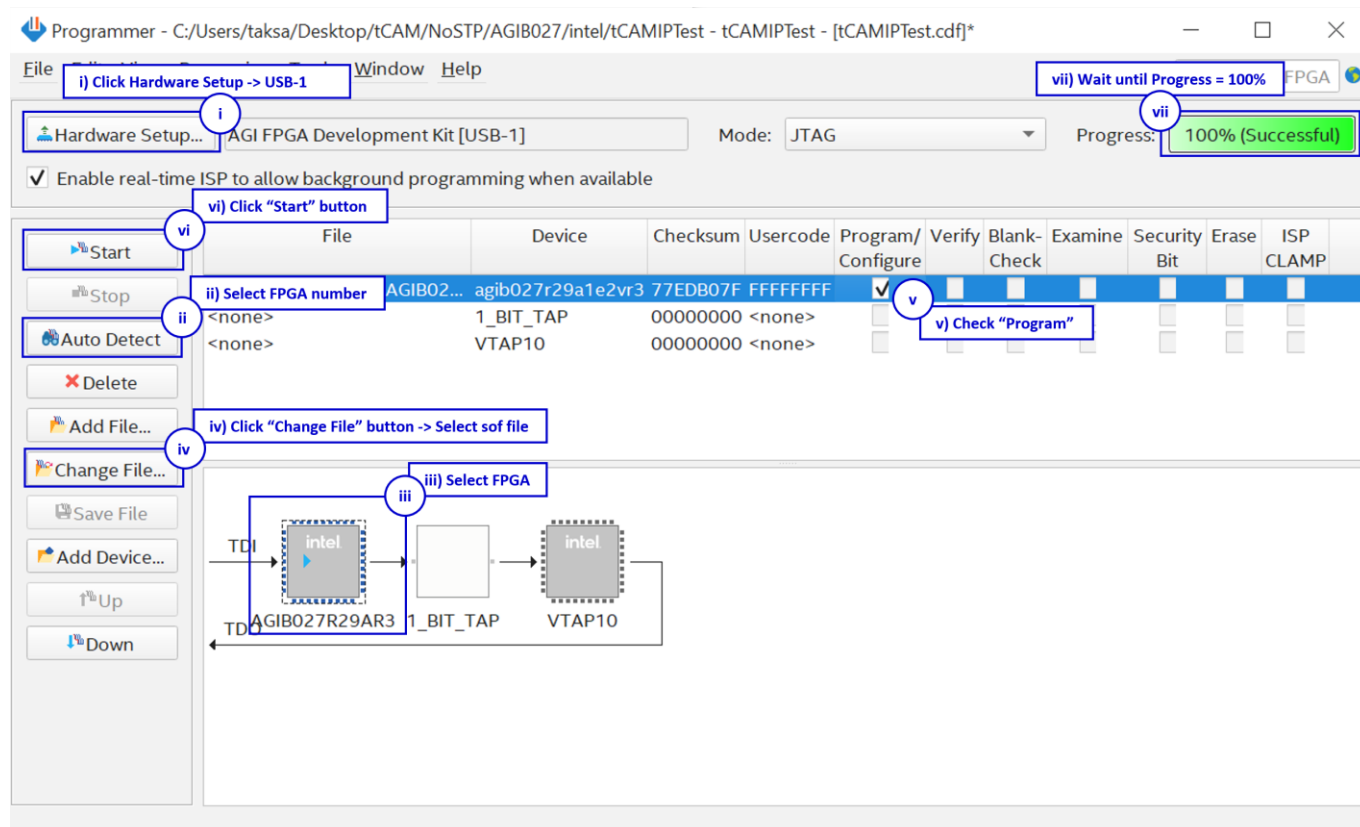 Programmer - C:/Users/taksa/Desktop/tCAM/NoSTP/AGIB027/intel/tCAMIPTest - tCAMIPTest - [tCAMIPTest.cdf]*
File Window Help
i) Click Hardware Setup -> USB-1
vii) Wait until Progress = 100%
FPGA
i
vii
Hardware Setup... AGI FPGA Development Kit [USB-1] Mode: JTAG Progress: 100% (Successful)
Enable real-time ISP to allow background programming when available
vi) Click “Start” button
vi
Start
File Device Checksum Usercode Program/ Configure Verify Blank- Check Examine Security Bit Erase ISP CLAMP
Stop
ii) Select FPGA number
AGIB02... agib027r29a1e2vr3 77EDB07F FFFFFFFF
v
ii
<none> 1_BIT_TAP 00000000 <none>
v) Check “Program”
Auto Detect
<none> VTAP10 00000000 <none>
Delete
Add File...
iv) Click “Change File” button -> Select sof file
iv
Change File...
iii) Select FPGA
iii
Save File
Add Device...
Up
Down
TDI
intel
intel
AGIB027R29AR3 1_BIT_TAP VTAP10